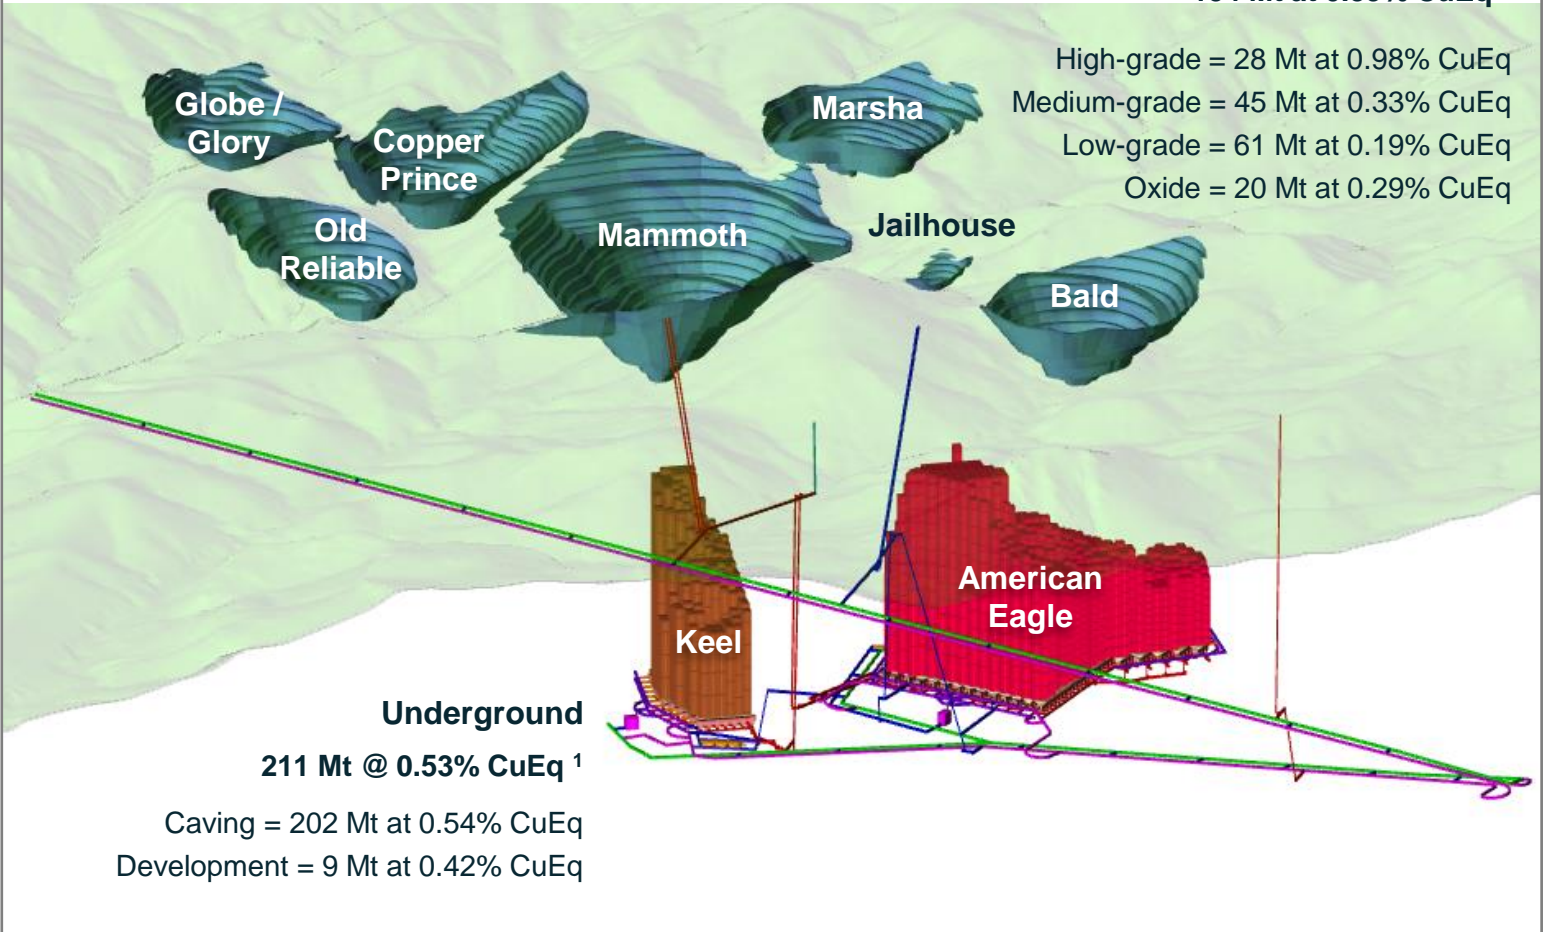 High-grade = 28 Mt at 0.98% CuEq
Medium-grade = 45 Mt at 0.33% CuEq
Low-grade = 61 Mt at 0.19% CuEq
Oxide = 20 Mt at 0.29% CuEq
Globe /
Glory
Copper
Prince
Marsha
Old
Reliable
Mammoth
Jailhouse
Bald
American
Eagle
Keel
Underground
211 Mt @ 0.53% CuEq ¹
Caving = 202 Mt at 0.54% CuEq
Development = 9 Mt at 0.42% CuEq